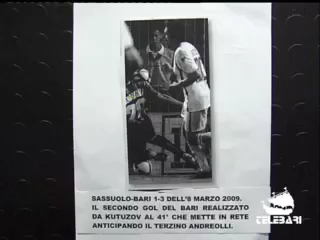 SASSUOLO-BARI 1-3 DELL'8 MARZO 2009.
IL SECONDO GOL DEL BARI REALIZZATO
DA KUTUZOV AL 41° CHE METTE IN RETE
ANTICIPANDO IL TERZINO ANDREOLLI.
TELEBARI